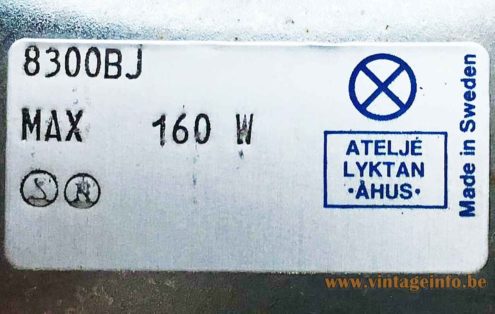 8300BJ
MAX 160 W
S N
ATELJÉ
LYKTAN
·ÅHUS·
Made in Sweden
www.vintageinfo.be